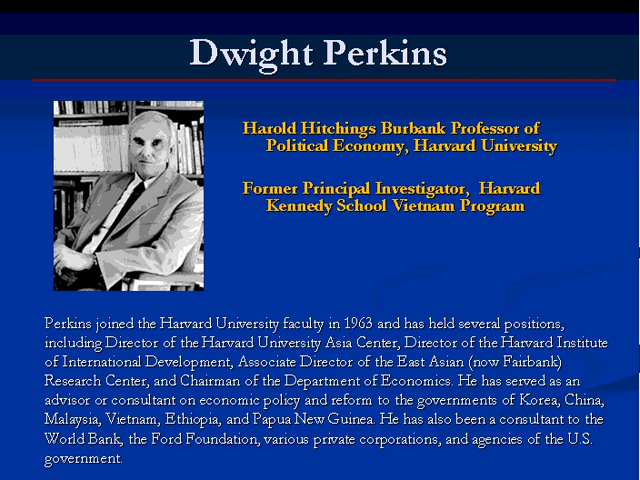 Dwight Perkins
Harold Hitchings Burbank Professor of
Political Economy, Harvard University
Former Principal Investigator, Harvard
Kennedy School Vietnam Program
Perkins joined the Harvard University faculty in 1963 and has held several positions,
including Director of the Harvard University Asia Center, Director of the Harvard Institute
of International Development, Associate Director of the East Asian (now Fairbank)
Research Center, and Chairman of the Department of Economics. He has served as an
advisor or consultant on economic policy and reform to the governments of Korea, China,
Malaysia, Vietnam, Ethiopia, and Papua New Guinea. He has also been a consultant to the
World Bank, the Ford Foundation, various private corporations, and agencies of the U.S.
government.